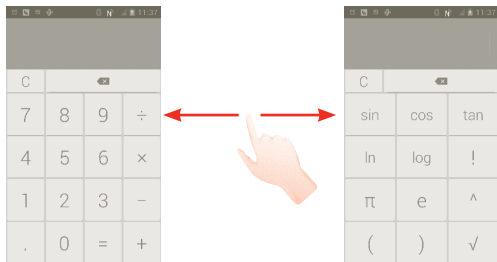 11:37
C
7 8 9 ÷
4 5 6 ×
1 2 3 −
. 0 = +
11:37
C
sin cos tan
ln log !
π e ^
( ) √